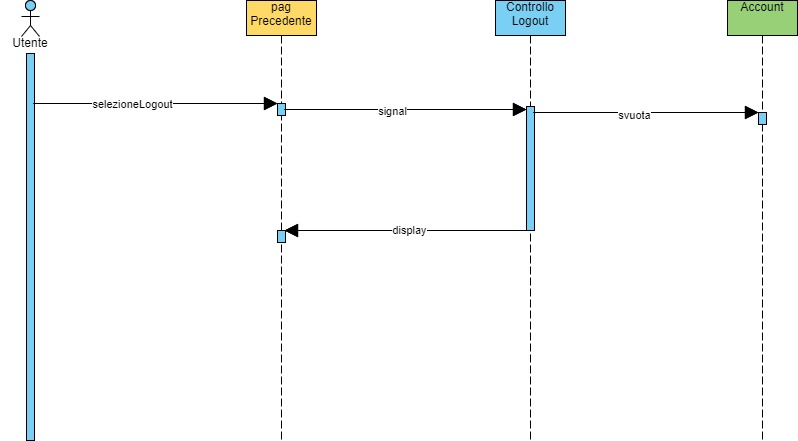 pag
Precedente
Controllo
Logout
Account
Utente
selezioneLogout
signal
svuota
display